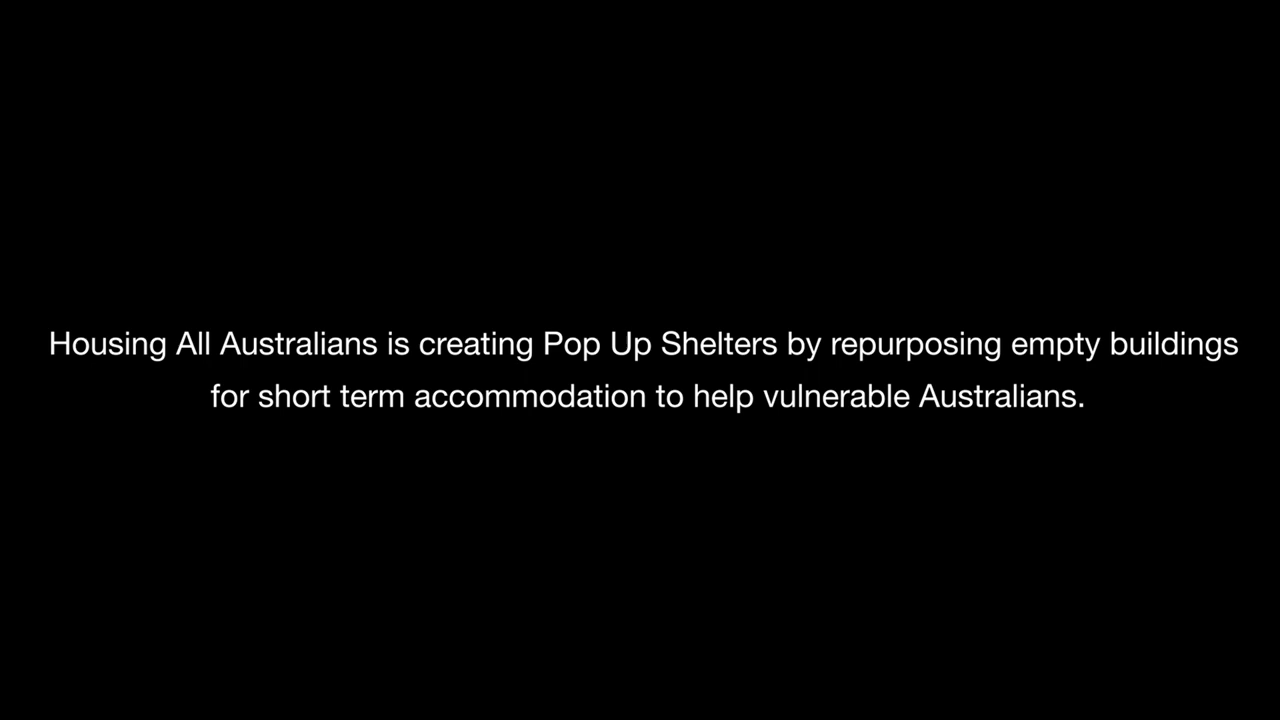 Housing All Australians is creating Pop Up Shelters by repurposing empty buildings
for short term accommodation to help vulnerable Australians.